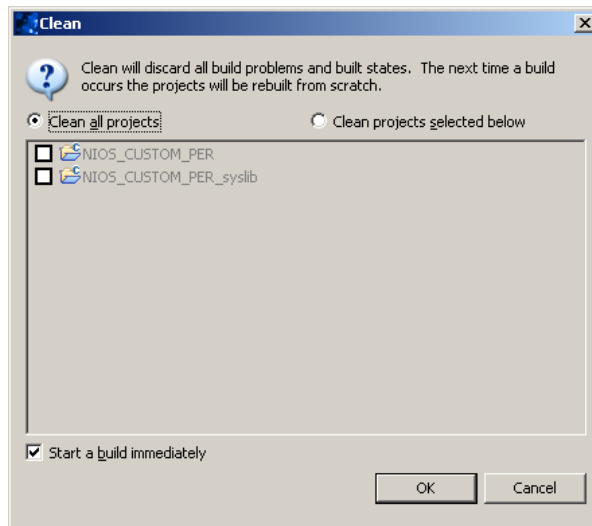 Clean
Clean will discard all build problems and built states. The next time a build
occurs the projects will be rebuilt from scratch.
Clean all projects Clean projects selected below
NIOS_CUSTOM_PER
NIOS_CUSTOM_PER_syslib
Start a build immediately
OK Cancel